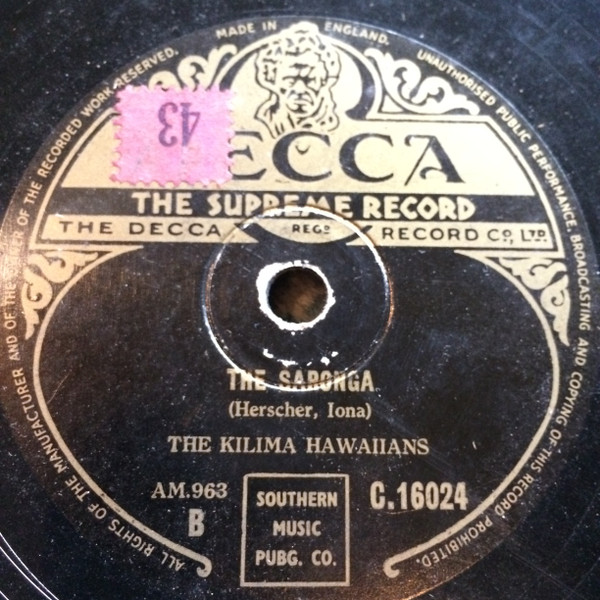 MADE IN ENGLAND.
ALL RIGHTS OF THE MANUFACTURER AND OF THE OF THE RECORDED WORK RESERVED.
UNAUTHORISED PUBLIC PERFORMANCE, BROADCASTING AND COPYING OF THIS RECORD PROHIBITED.
43
ECCA
THE SUPREME RECORD
THE DECCA REGD RECORD CO., LTD.
THE SARONGA
(Herscher, Iona)
THE KILIMA HAWAIIANS
AM.963
B
SOUTHERN
MUSIC
PUBG. CO.
C.16024